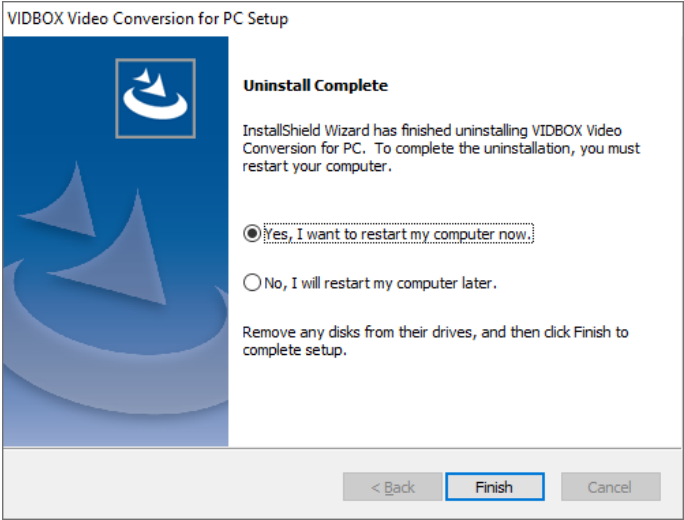 VIDBOX Video Conversion for PC Setup
Uninstall Complete
InstallShield Wizard has finished uninstalling VIDBOX Video
Conversion for PC.  To complete the uninstallation, you must
restart your computer.
Yes, I want to restart my computer now.
No, I will restart my computer later.
Remove any disks from their drives, and then click Finish to
complete setup.
< Back
Finish
Cancel